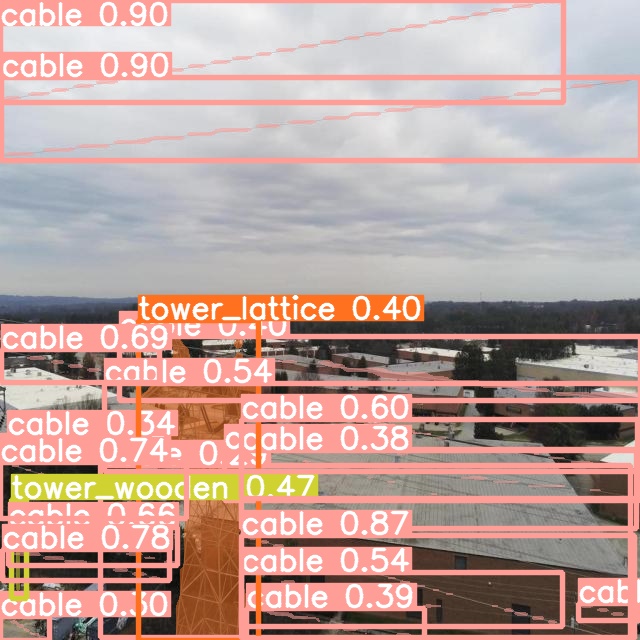 cable 0.90
cable 0.90
tower_lattice 0.40
cable 0.69
cable 0.54
cable 0.60
cable 0.34
cable 0.38
cable 0.74
tower_wooden 0.47
cable 0.66
cable 0.87
cable 0.78
cable 0.54
cable 0.39
cable 0.30